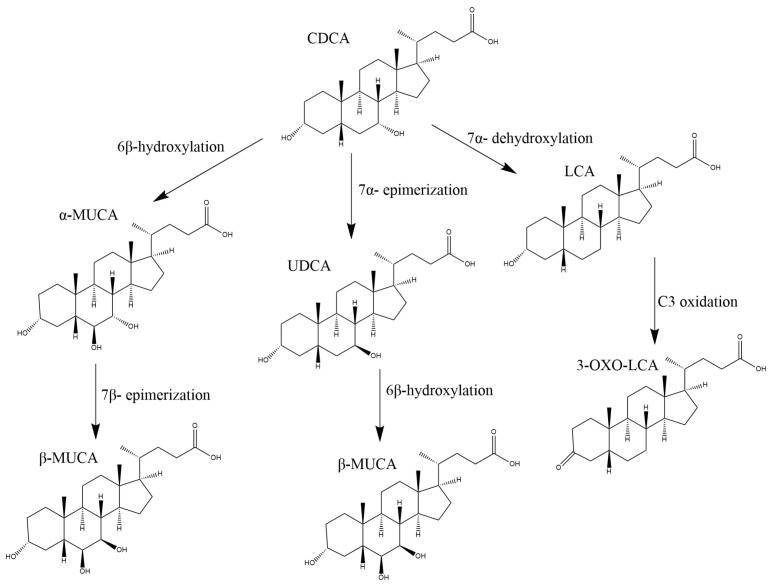 CDCA
O
OH
H
H
H
H
HO
H
OH
6β-hydroxylation
7α- epimerization
7α- dehydroxylation
α-MUCA
O
OH
H
H
H
H
HO
H
OH
OH
UDCA
O
OH
H
H
H
H
HO
H
OH
LCA
O
OH
H
H
H
H
HO
H
7β- epimerization
6β-hydroxylation
C3 oxidation
β-MUCA
O
OH
H
H
H
H
HO
H
OH
OH
β-MUCA
O
OH
H
H
H
H
HO
H
OH
OH
3-OXO-LCA
O
OH
H
H
H
H
O
H